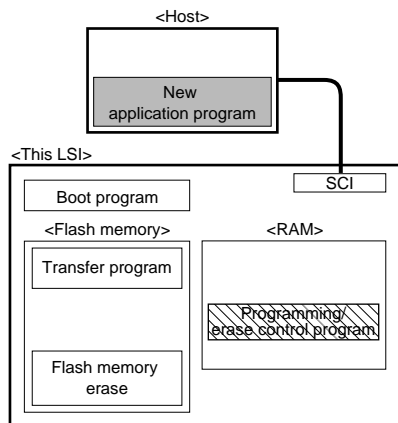 <Host>
New
application program
<This LSI>
SCI
Boot program
<Flash memory>
<RAM>
Transfer program
Programming/
erase control program
Flash memory
erase